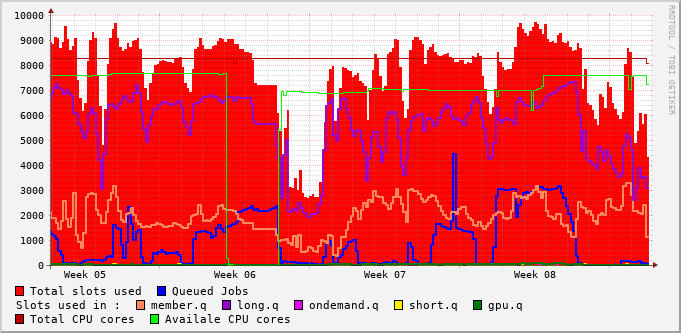 10000
9000
8000
7000
6000
5000
4000
3000
2000
1000
0
Week 05 Week 06 Week 07 Week 08
RRDTOOL / TOBI OETIKER
Total slots used Queued Jobs
Slots used in : member.q long.q ondemand.q short.q gpu.q
Total CPU cores Availale CPU cores